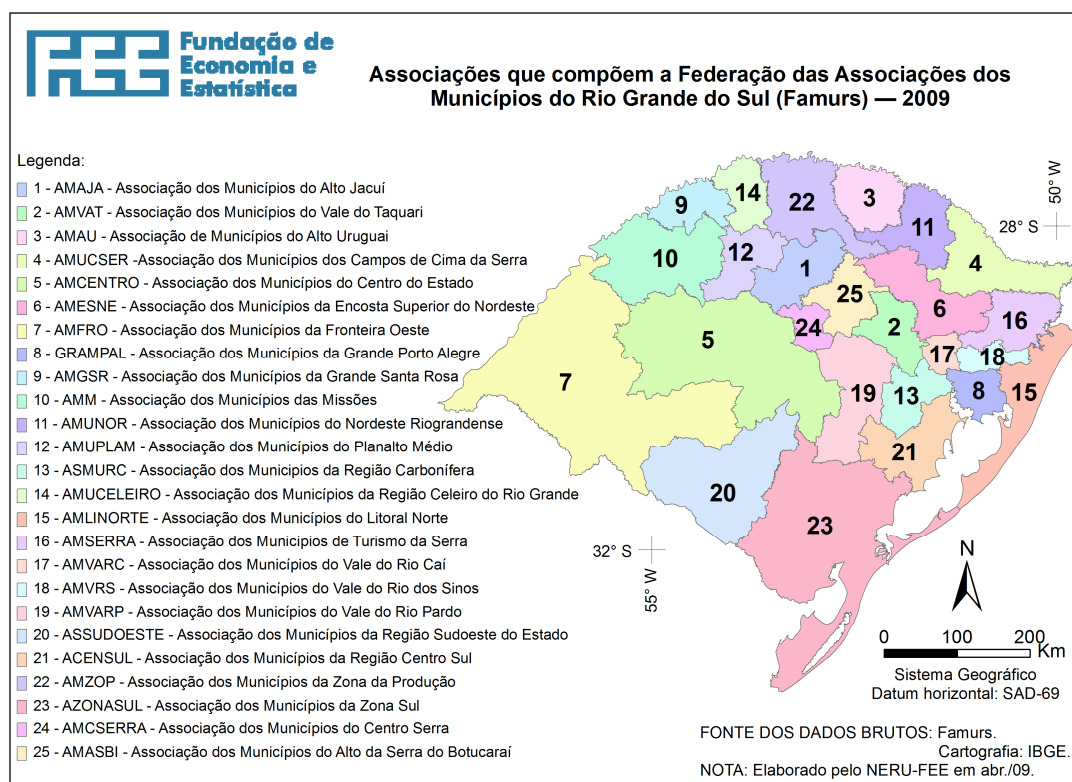 FEE
Fundação de
Economia e
Estatística
Associações que compõem a Federação das Associações dos
Municípios do Rio Grande do Sul (Famurs) — 2009
Legenda:
1 - AMAJA - Associação dos Municípios do Alto Jacuí
2 - AMVAT - Associação dos Municípios do Vale do Taquari
3 - AMAU - Associação de Municípios do Alto Uruguai
4 - AMUCSER -Associação dos Municípios dos Campos de Cima da Serra
5 - AMCENTRO - Associação dos Municípios do Centro do Estado
6 - AMESNE - Associação dos Municípios da Encosta Superior do Nordeste
7 - AMFRO - Associação dos Municípios da Fronteira Oeste
8 - GRAMPAL - Associação dos Municípios da Grande Porto Alegre
9 - AMGSR - Associação dos Municípios da Grande Santa Rosa
10 - AMM - Associação dos Municípios das Missões
11 - AMUNOR - Associação dos Municípios do Nordeste Riograndense
12 - AMUPLAM - Associação dos Municípios do Planalto Médio
13 - ASMURC - Associação dos Municipios da Região Carbonífera
14 - AMUCELEIRO - Associação dos Municípios da Região Celeiro do Rio Grande
15 - AMLINORTE - Associação dos Municípios do Litoral Norte
16 - AMSERRA - Associação dos Municipios de Turismo da Serra
17 - AMVARC - Associação dos Municípios do Vale do Rio Caí
18 - AMVRS - Associação dos Municípios do Vale do Rio dos Sinos
19 - AMVARP - Associação dos Municípios do Vale do Rio Pardo
20 - ASSUDOESTE - Associação dos Municípios da Região Sudoeste do Estado
21 - ACENSUL - Associação dos Municípios da Região Centro Sul
22 - AMZOP - Associação dos Municípios da Zona da Produção
23 - AZONASUL - Associação dos Municípios da Zona Sul
24 - AMCSERRA - Associação dos Municípios do Centro Serra
25 - AMASBI - Associação dos Municípios do Alto da Serra do Botucaraí
50° W
28° S
14
22
3
9
11
12
10
1
4
25
6
16
24
2
5
17
18
7
19
13
8
15
21
20
23
32° S
55° W
N
0 100 200
Km
Sistema Geográfico
Datum horizontal: SAD-69
FONTE DOS DADOS BRUTOS: Famurs.
Cartografia: IBGE.
NOTA: Elaborado pelo NERU-FEE em abr./09.